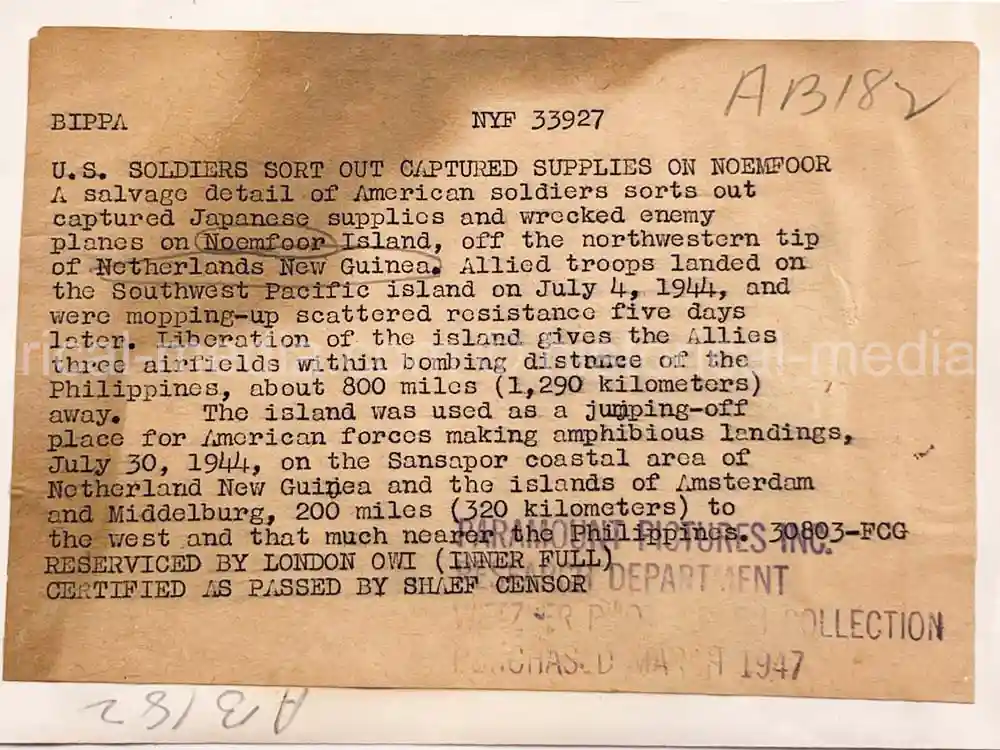 AB182
BIPPA NYF 33927
U.S. SOLDIERS SORT OUT CAPTURED SUPPLIES ON NOEMFOOR
A salvage detail of American soldiers sorts out
captured Japanese supplies and wrecked enemy
planes on Noemfoor Island, off the northwestern tip
of Netherlands New Guinea. Allied troops landed on
the Southwest Pacific island on July 4, 1944, and
were mopping-up scattered resistance five days
later. Liberation of the island gives the Allies
three airfields within bombing distance of the
Philippines, about 800 miles (1,290 kilometers)
away. The island was used as a jumping-off
place for American forces making amphibious landings,
July 30, 1944, on the Sansapor coastal area of
Netherland New Guinea and the islands of Amsterdam
and Middelburg, 200 miles (320 kilometers) to
the west and that much nearer the Philippines. 30803-FCG
PARAMOUNT PICTURES INC.
RESERVICED BY LONDON OWI (INNER FULL)
DEPARTMENT
CERTIFIED AS PASSED BY SHAEF CENSOR
COLLECTION
PURCHASED 1947
AB182
media